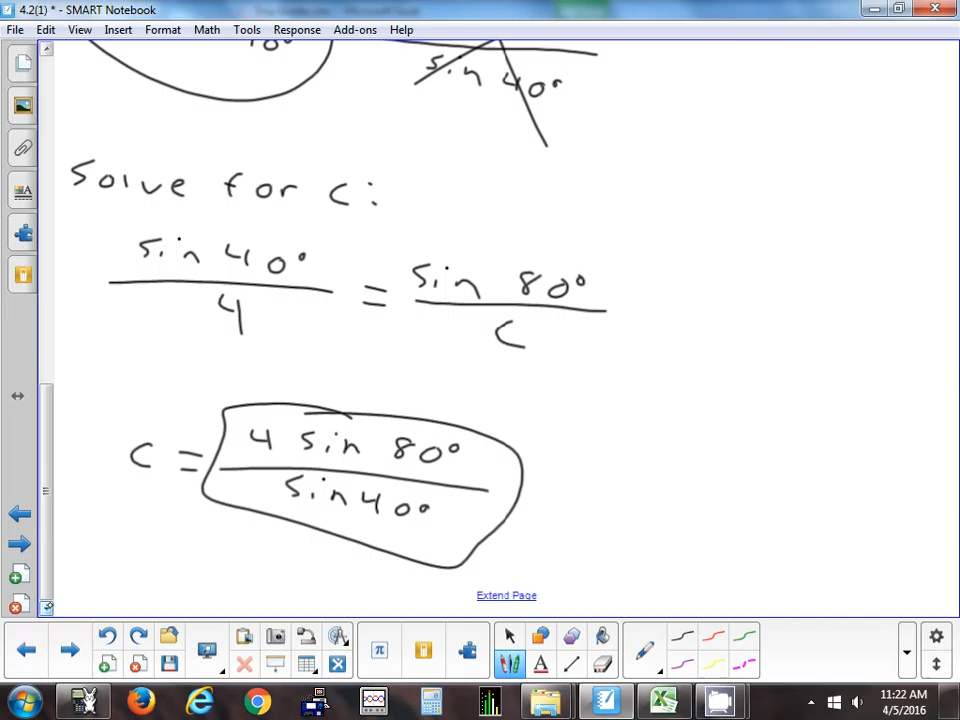 4.2(1) * - SMART Notebook
File Edit View Insert Format Math Tools Response Add-ons Help
sin 40°
Solve for c:
sin 40° = sin 80°
4 c
c = 4 sin 80°
sin 40°
Extend Page
11:22 AM
4/5/2016